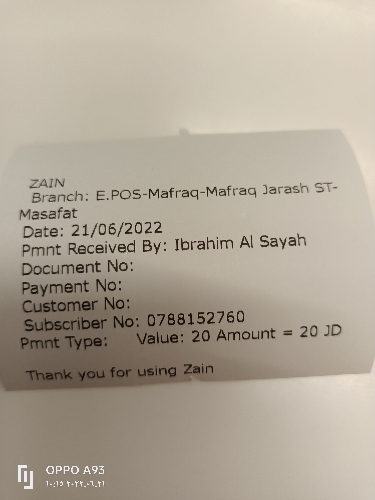 ZAIN
Branch: E.POS-Mafraq-Mafraq Jarash ST-
Masafat
Date: 21/06/2022
Pmnt Received By: Ibrahim Al Sayah
Document No:
Payment No:
Customer No:
Subscriber No: 0788152760
Pmnt Type: Value: 20 Amount = 20 JD
Thank you for using Zain
OPPO A93